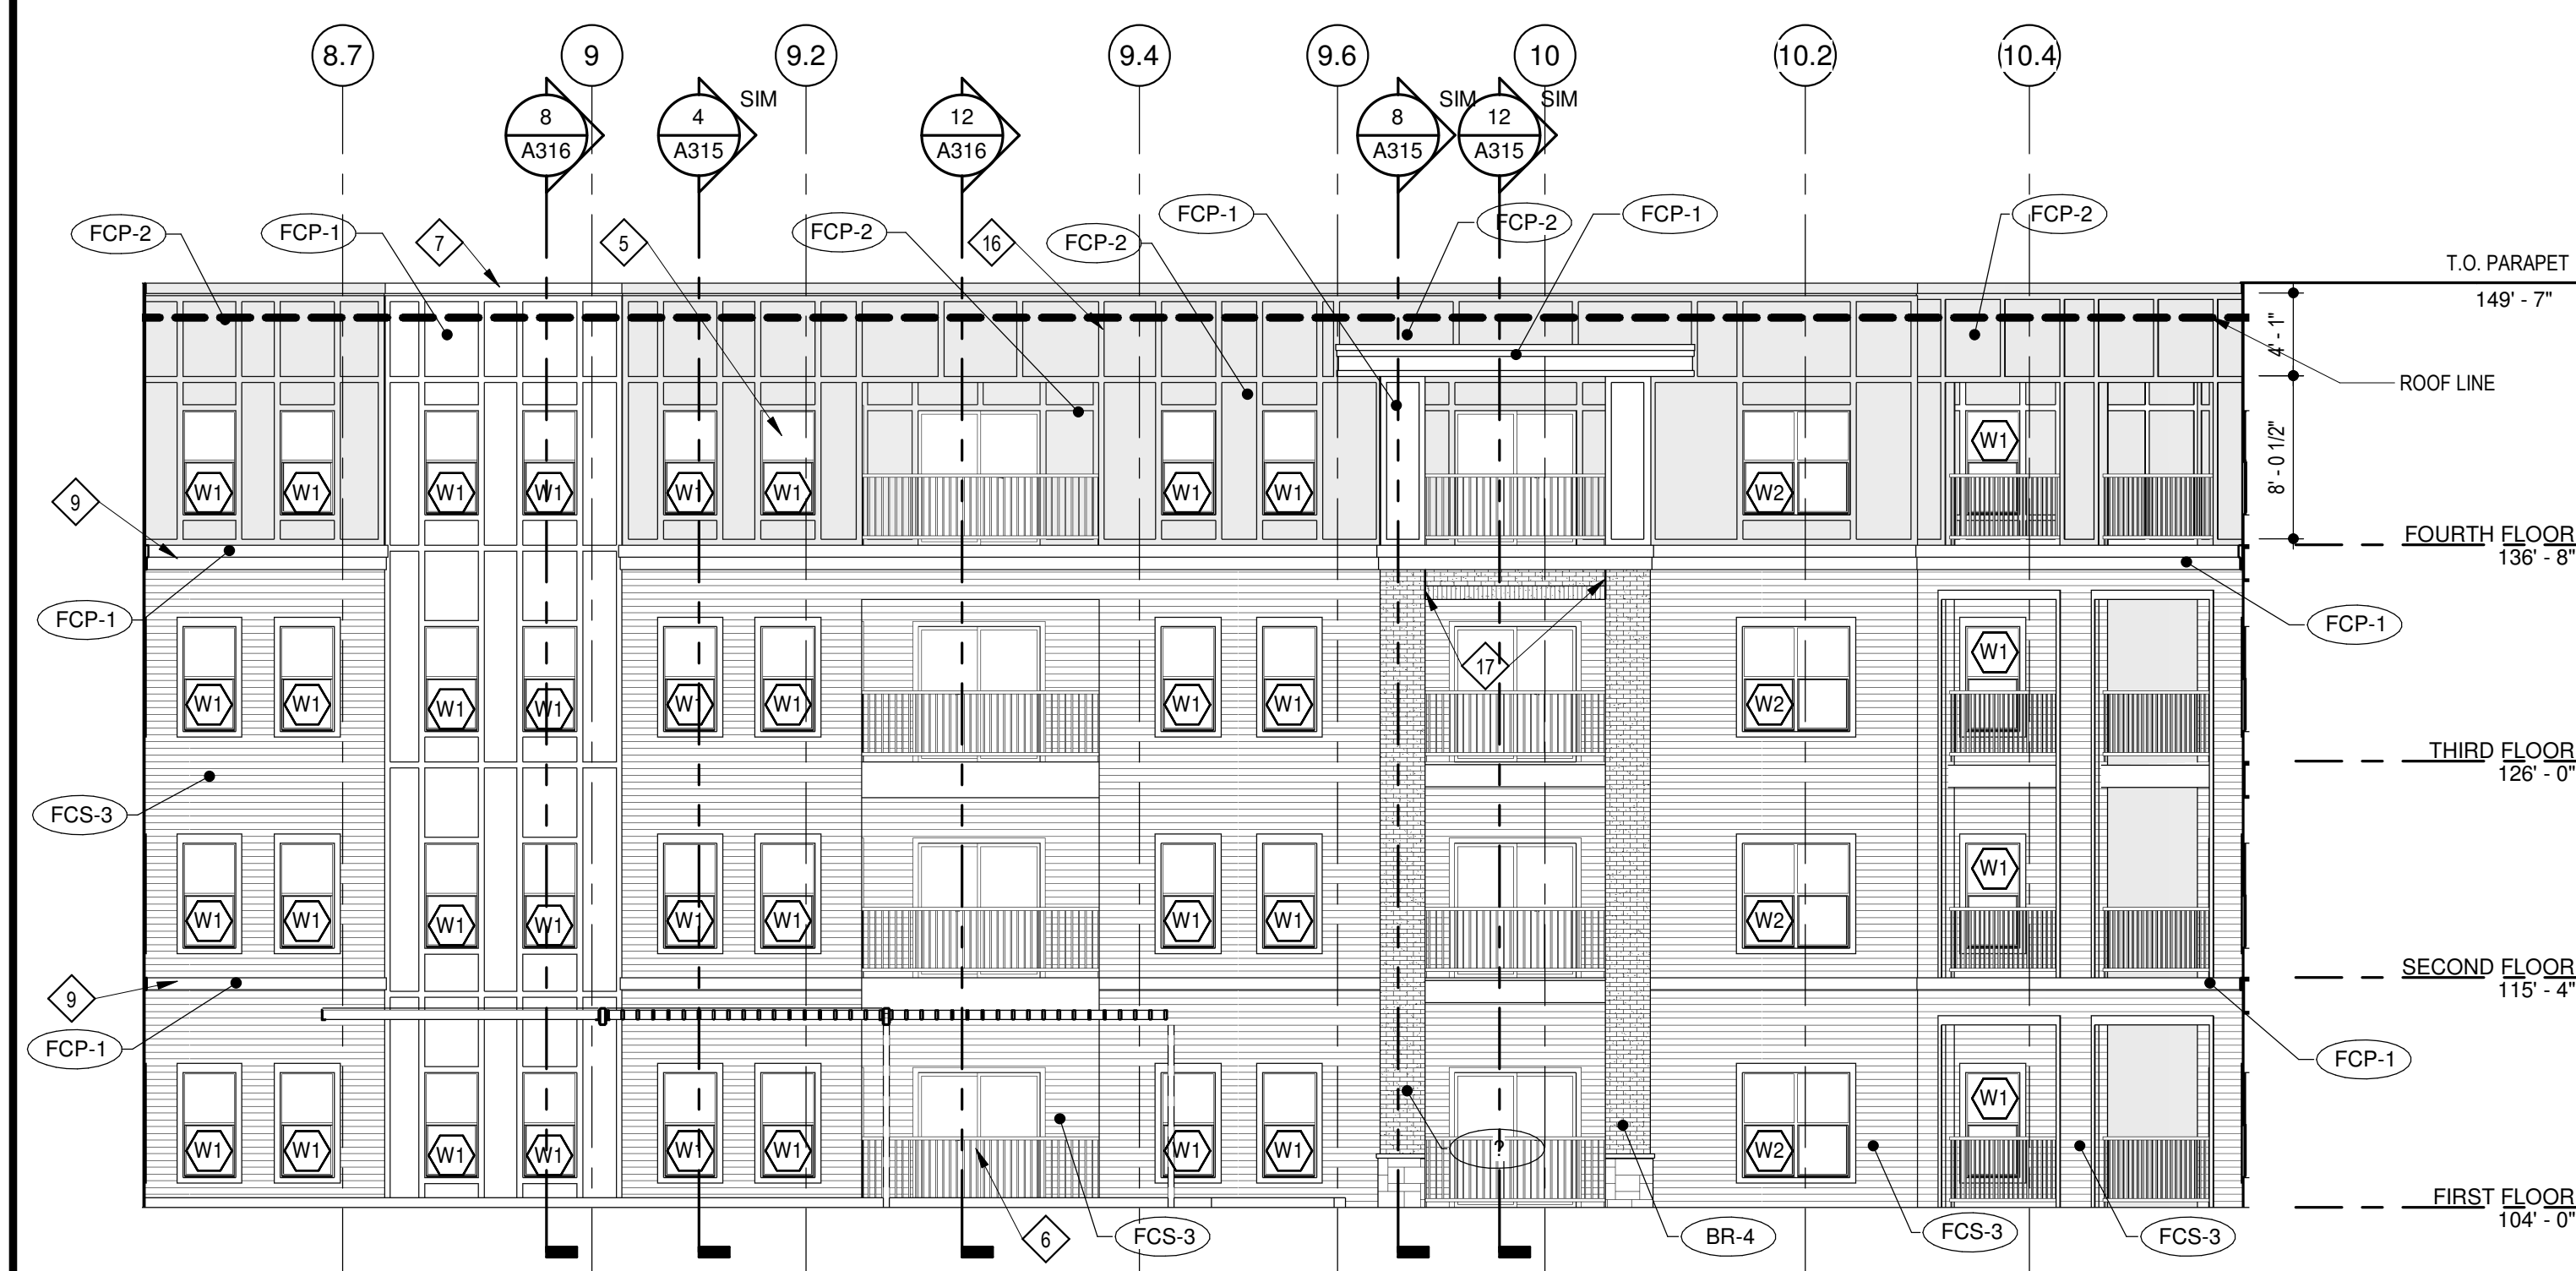 8.7
9
9.2
9.4
9.6
10
10.2
10.4
8
A316
4
A315
SIM
12
A316
8
A315
SIM
12
A315
SIM
FCP-2
FCP-1
7
5
FCP-2
16
FCP-2
FCP-1
FCP-2
FCP-1
FCP-2
T.O. PARAPET
149' - 7"
4' - 1"
ROOF LINE
8' - 0 1/2"
W1
W1 W1 W1 W1 W1 W1 W1 W1 W2
9
FOURTH FLOOR
136' - 8"
FCP-1
FCP-1
17
W1
W1 W1 W1 W1 W1 W1 W1 W1 W2
THIRD FLOOR
126' - 0"
FCS-3
W1
W1 W1 W1 W1 W1 W1 W1 W1 W2
SECOND FLOOR
115' - 4"
9
FCP-1
FCP-1
W1
W1 W1 W1 W1 W1 W1 W1 W1 W2
?
FIRST FLOOR
104' - 0"
6
FCS-3
BR-4
FCS-3
FCS-3